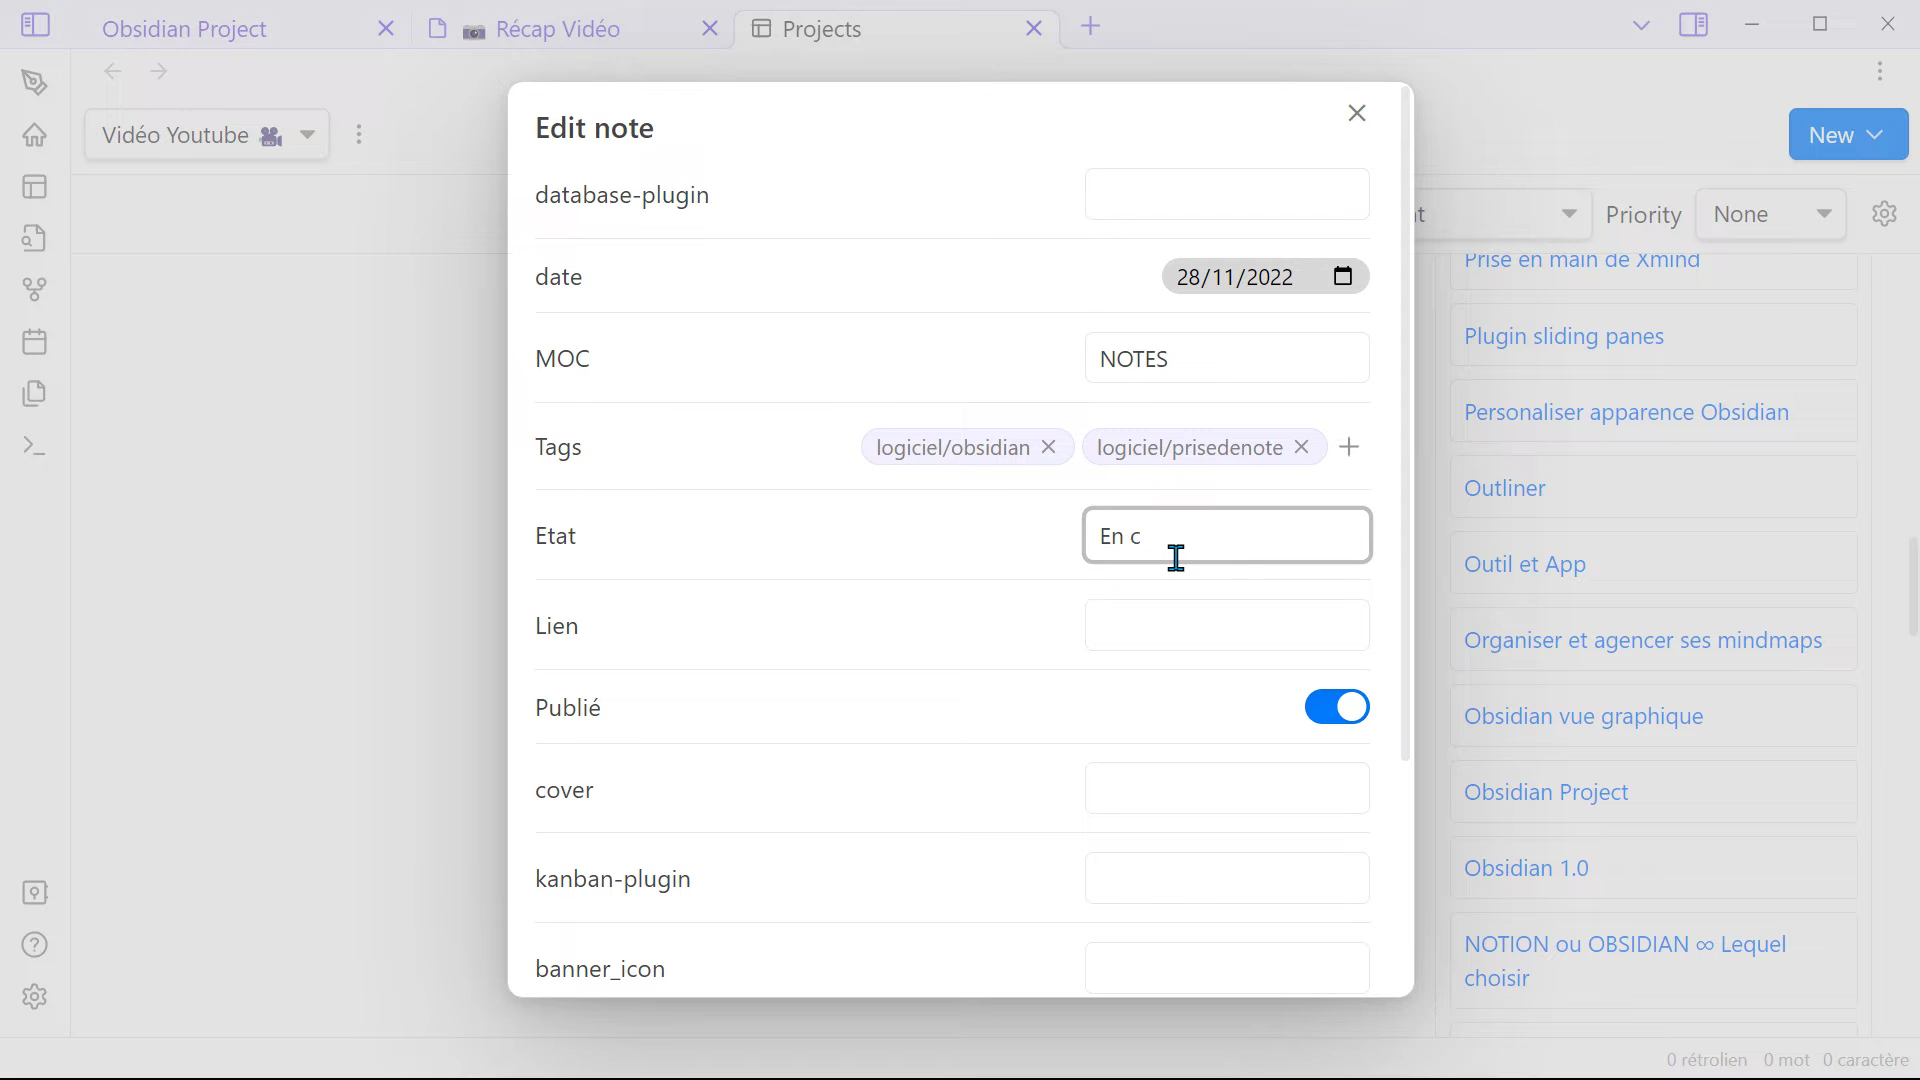 Obsidian Project
Récap Vidéo
Projects
Vidéo Youtube
New
Edit note
database-plugin
date
28/11/2022
MOC
NOTES
Tags
logiciel/obsidian
logiciel/prisedenote
Etat
En c
Lien
Publié
cover
kanban-plugin
banner_icon
Priority
None
Prise en main de Xmind
Plugin sliding panes
Personaliser apparence Obsidian
Outliner
Outil et App
Organiser et agencer ses mindmaps
Obsidian vue graphique
Obsidian Project
Obsidian 1.0
NOTION ou OBSIDIAN ∞ Lequel
choisir
0 rétrolien 0 mot 0 caractère